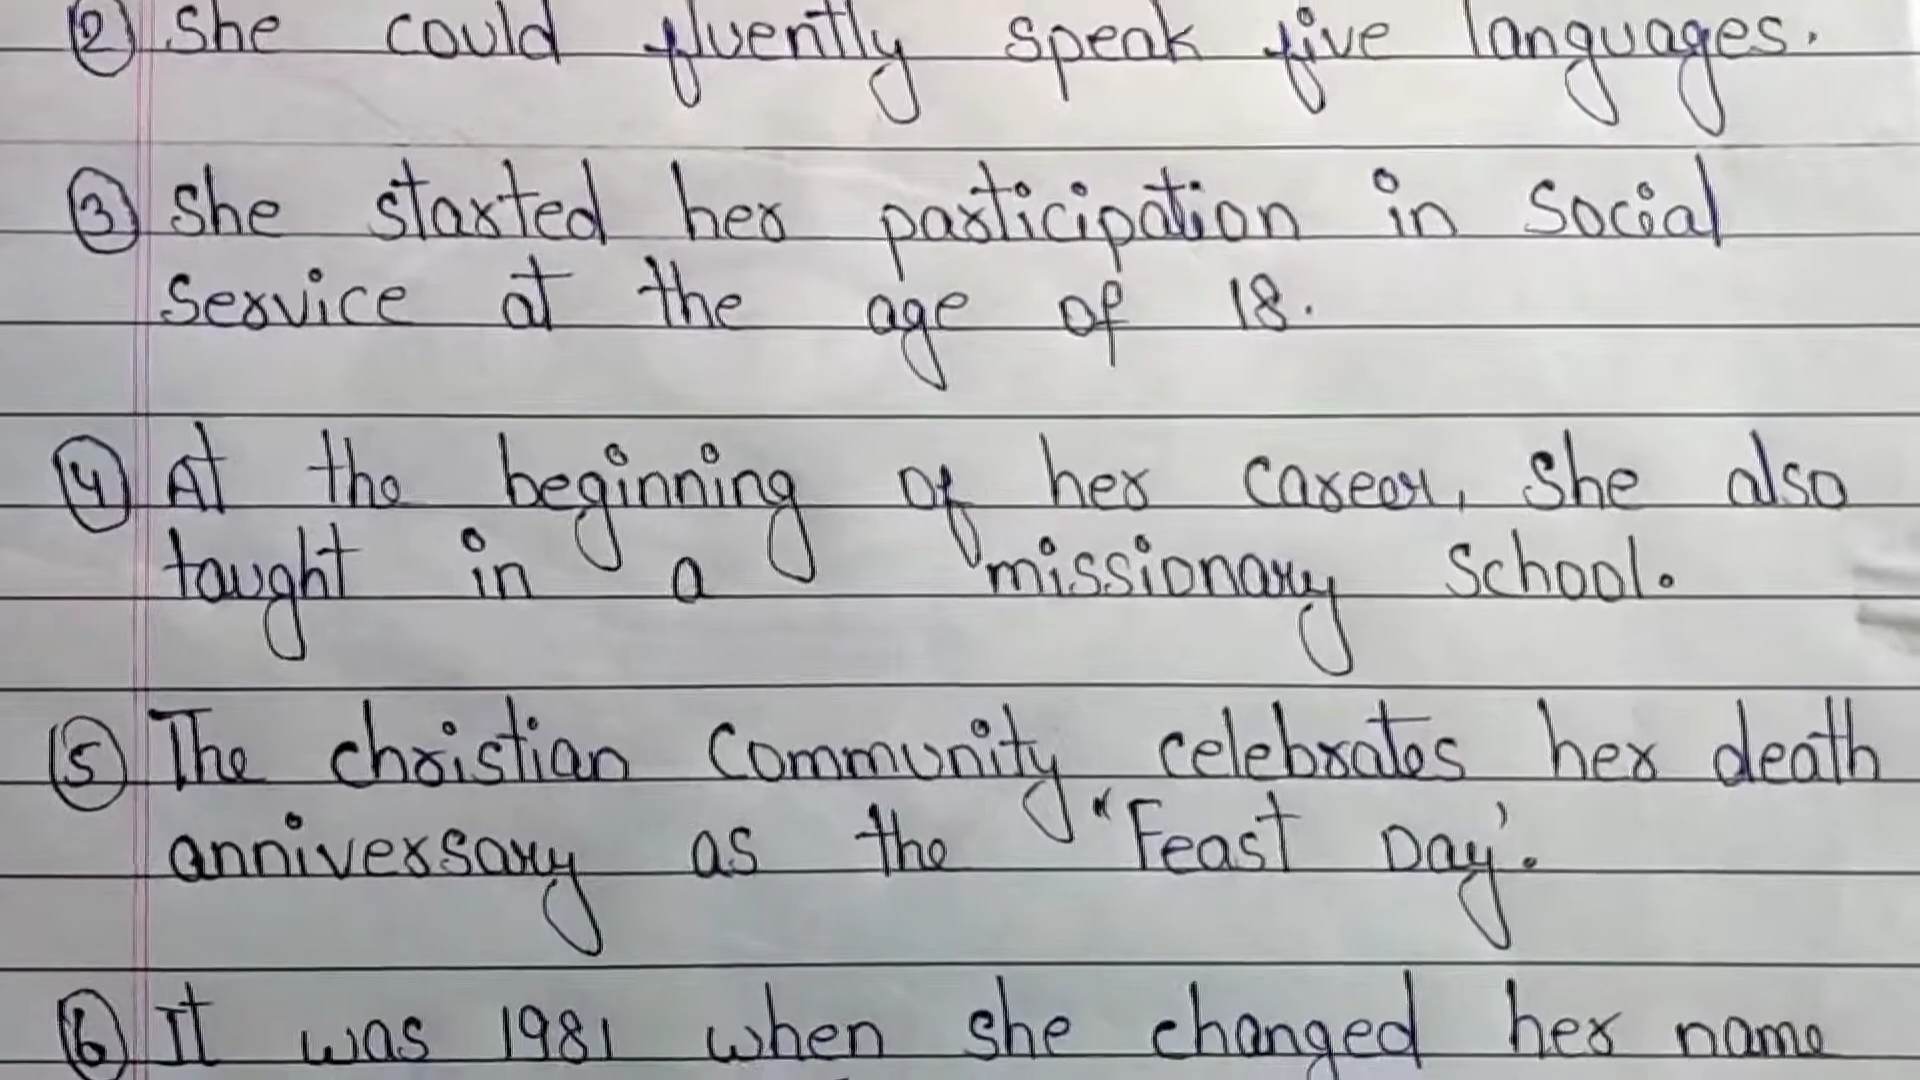 ② She could fluently speak five languages.
③ She started her participation in Social
Service at the age of 18.
④ At the beginning of her career, She also
taught in a missionary School.
⑤ The christian Community celebrates her death
anniversary as the "Feast Day'.
⑥ It was 1981 when she changed her name